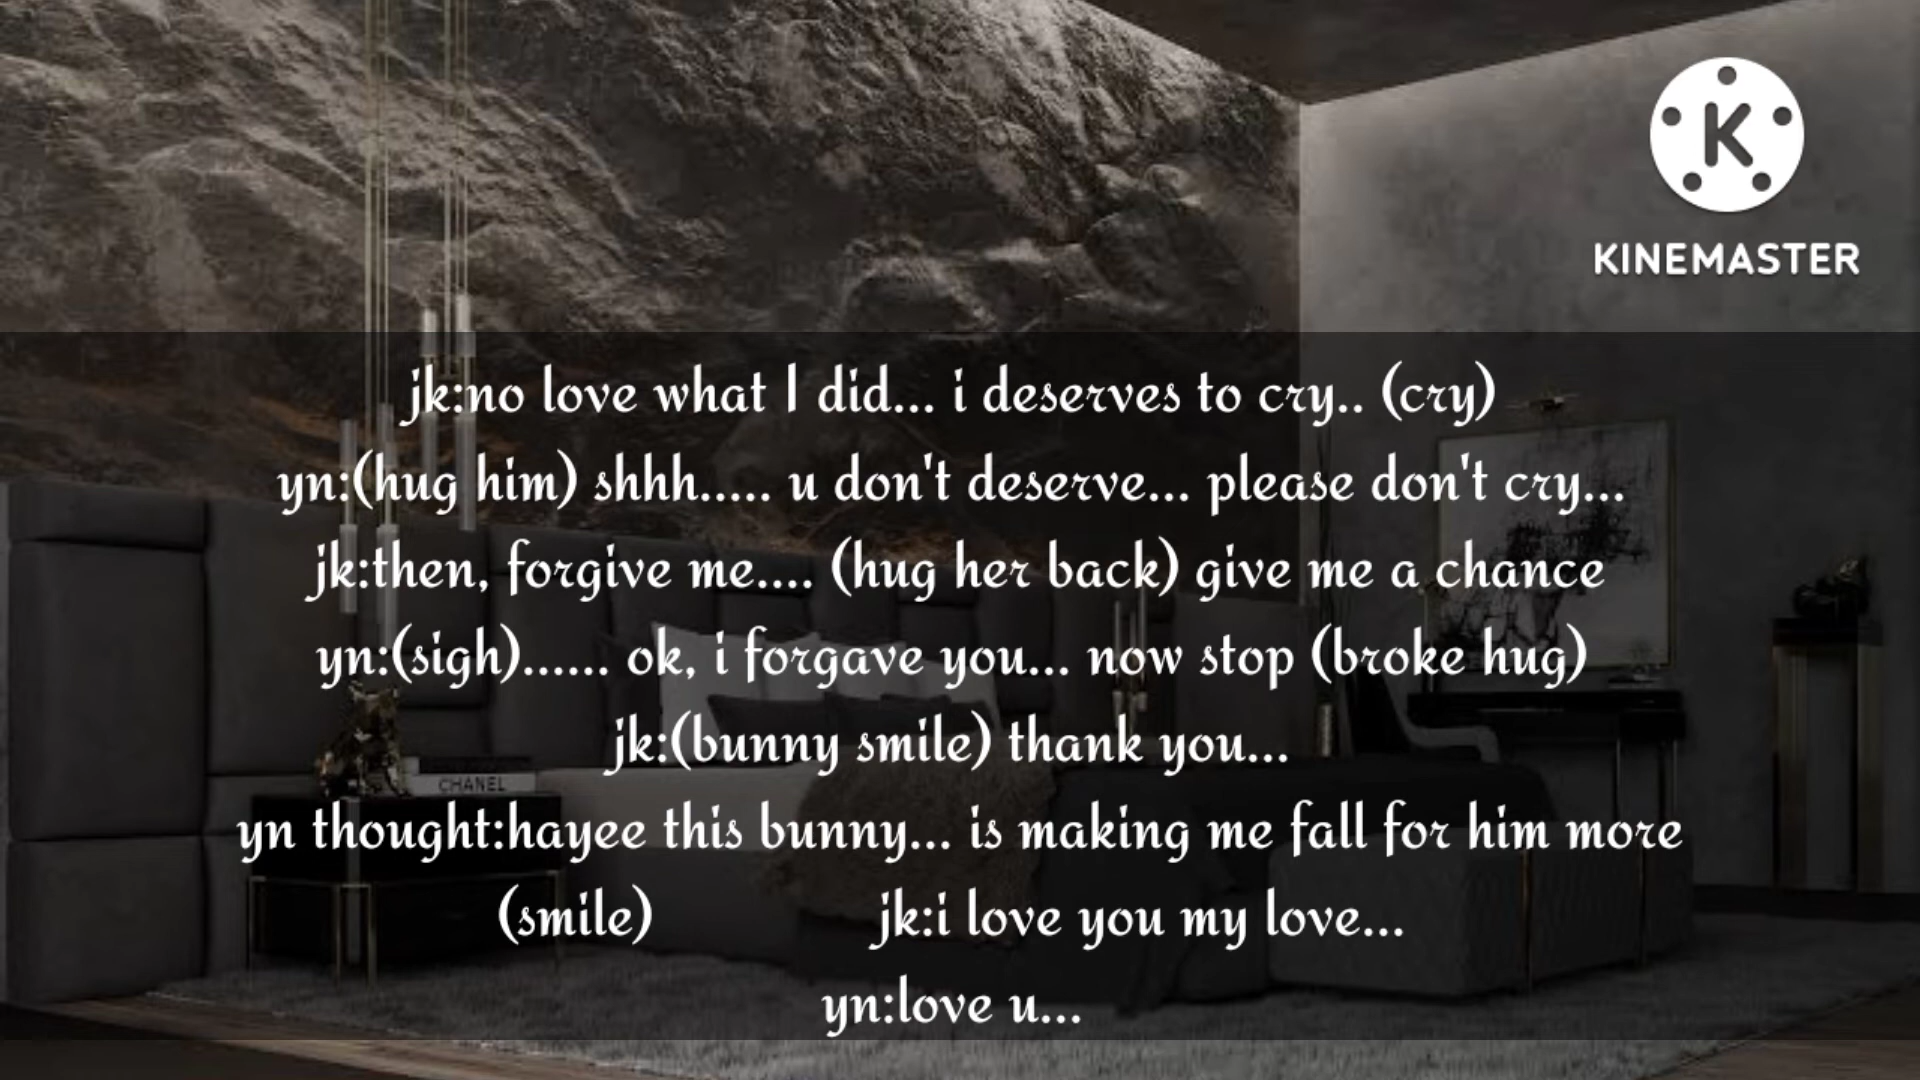 KINEMASTER
jk:no love what I did... i deserves to cry.. (cry)
yn:(hug him) shhh..... u don't deserve... please don't cry...
jk:then, forgive me.... (hug her back) give me a chance
yn:(sigh)...... ok, i forgave you... now stop (broke hug)
jk:(bunny smile) thank you...
CHANEL
yn thought:hayee this bunny... is making me fall for him more
(smile) jk:i love you my love...
yn:love u...